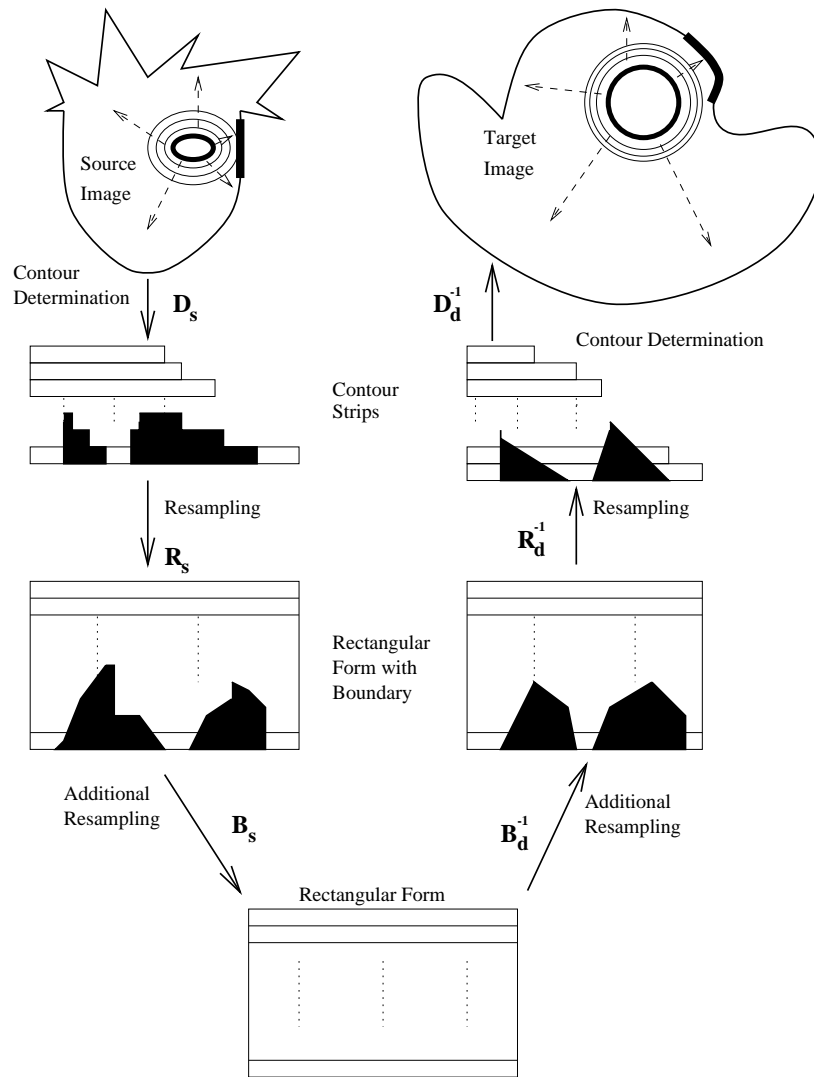 Source
Image
Target
Image
Contour
Determination
D_s
D_d^-1
Contour Determination
Contour
Strips
Resampling
R_s
R_d^-1
Resampling
Rectangular
Form with
Boundary
Additional
Resampling
B_s
B_d^-1
Additional
Resampling
Rectangular Form